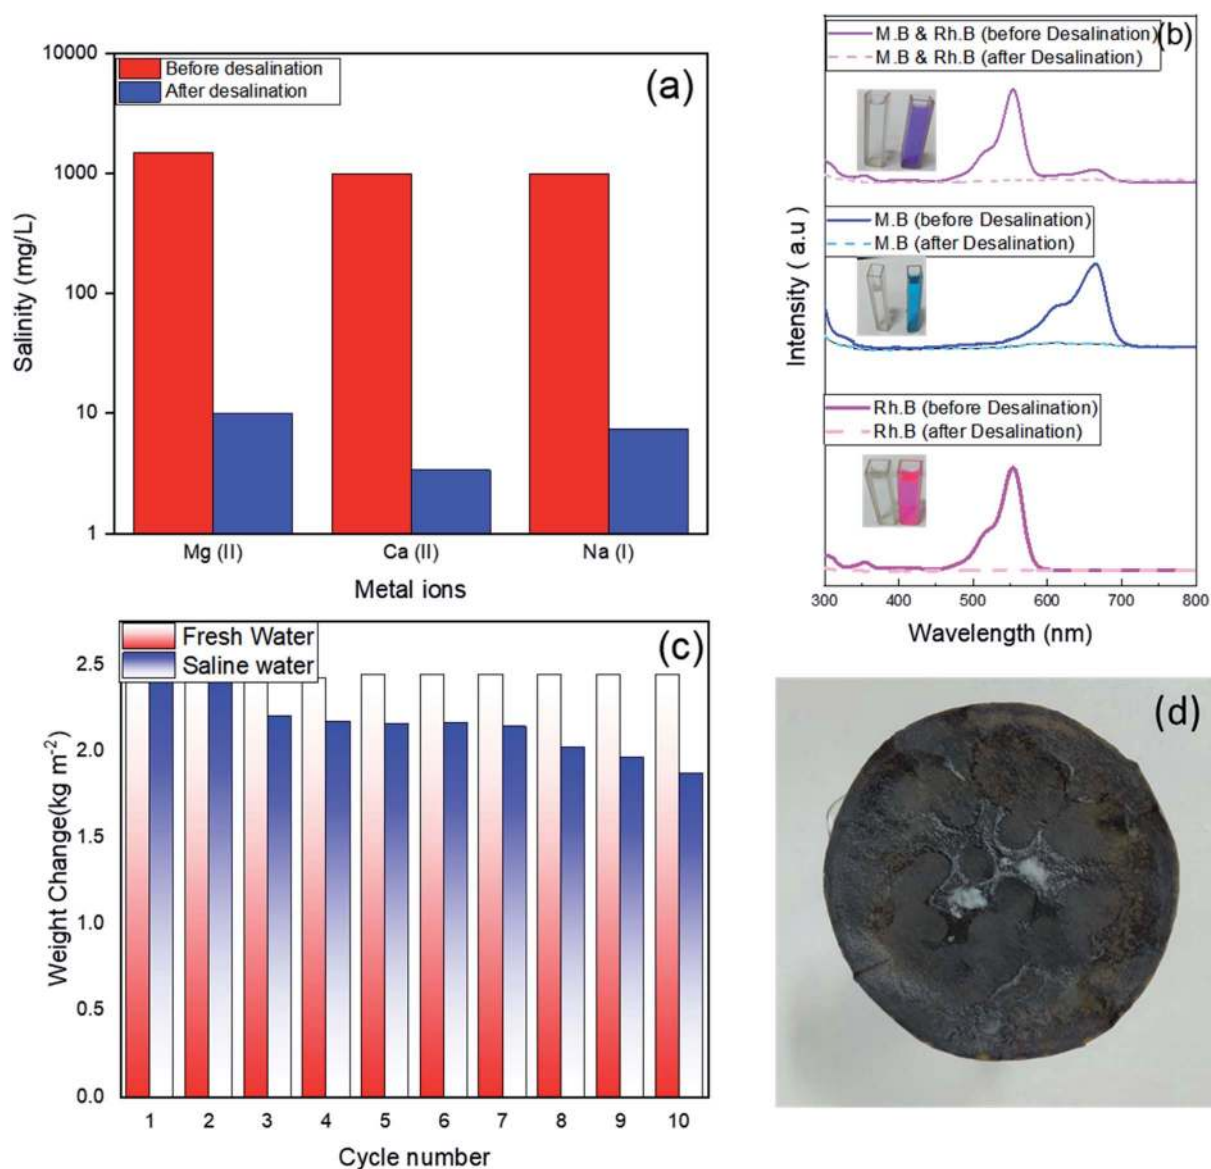 10000
1000
100
10
1
Salinity (mg/L)
Before desalination
After desalination
(a)
Mg (II)
Ca (II)
Na (I)
Metal ions
M.B & Rh.B (before Desalination)
M.B & Rh.B (after Desalination)
(b)
M.B (before Desalination)
M.B (after Desalination)
Rh.B (before Desalination)
Rh.B (after Desalination)
Intensity ( a.u )
300 400 500 600 700 800
Wavelength (nm)
Fresh Water
Saline water
(c)
2.5
2.0
1.5
1.0
0.5
0.0
Weight Change(kg m-2)
1 2 3 4 5 6 7 8 9 10
Cycle number
(d)